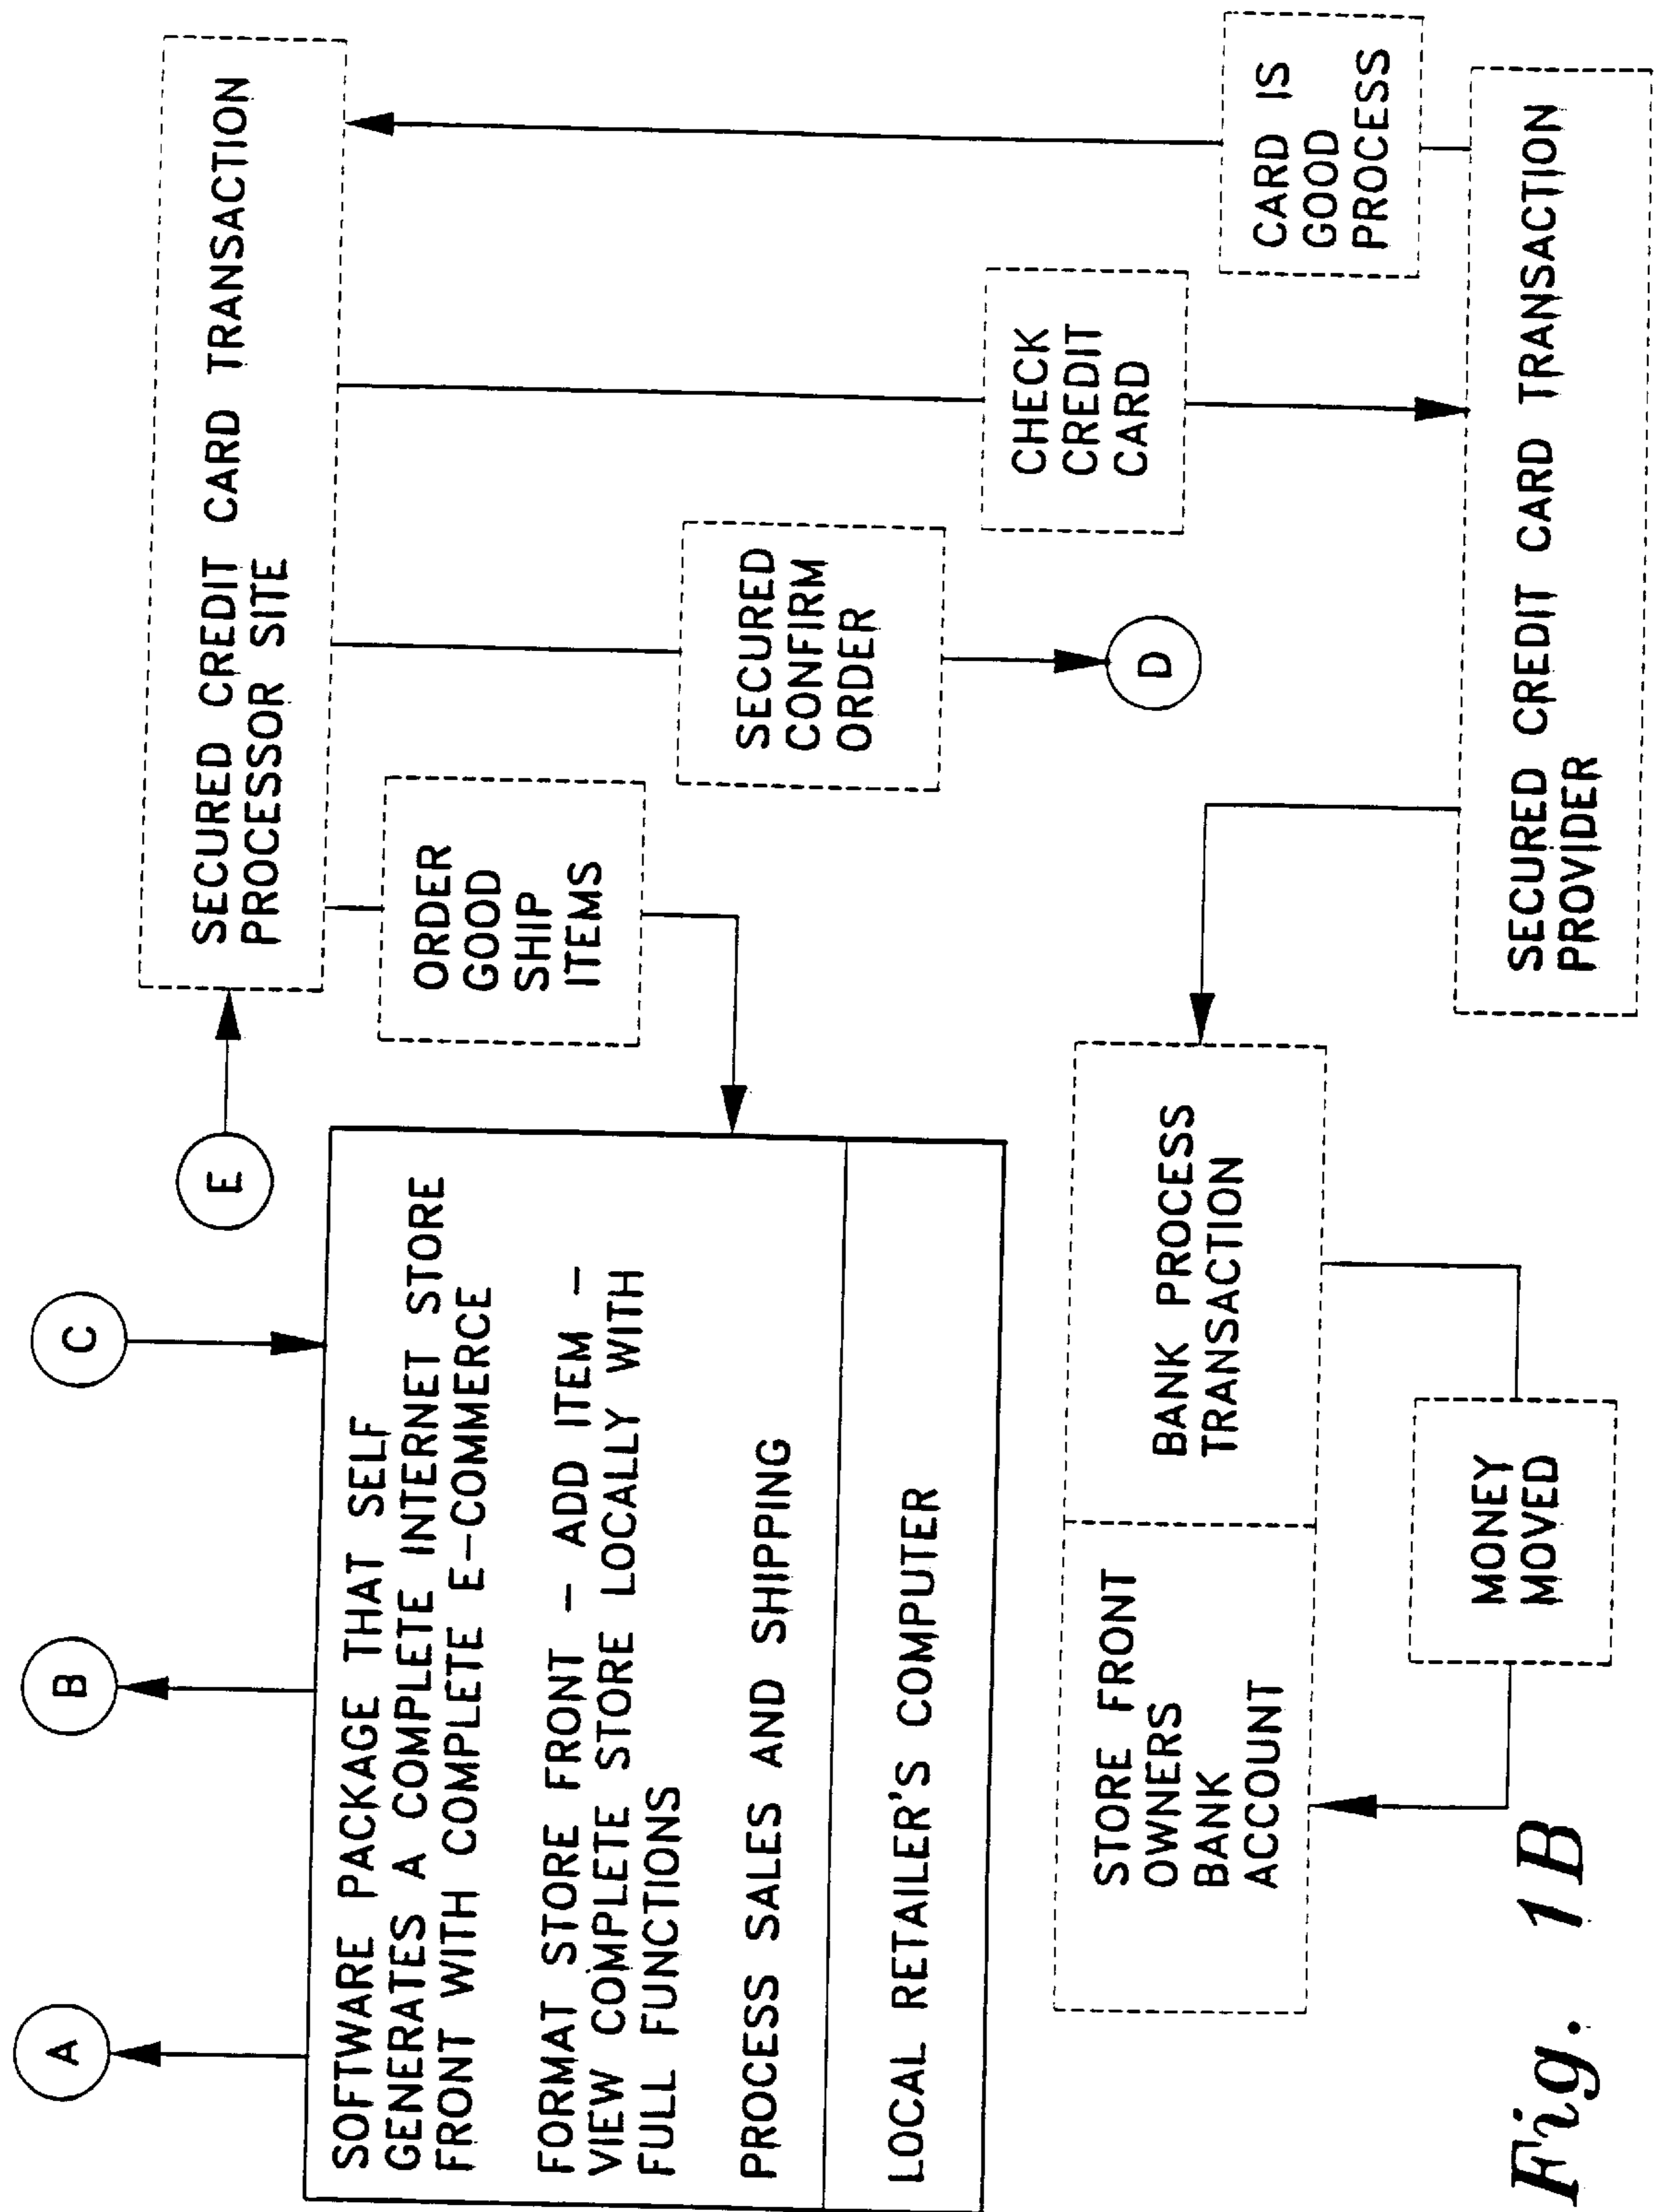 A
B
C
E
SOFTWARE PACKAGE THAT SELF
GENERATES A COMPLETE INTERNET STORE
FRONT WITH COMPLETE E-COMMERCE
FORMAT STORE FRONT - ADD ITEM -
VIEW COMPLETE STORE LOCALLY WITH
FULL FUNCTIONS
PROCESS SALES AND SHIPPING
LOCAL RETAILER'S COMPUTER
SECURED CREDIT CARD TRANSACTION
PROCESSOR SITE
ORDER
GOOD
SHIP
ITEMS
SECURED
CONFIRM
ORDER
D
CHECK
CREDIT
CARD
CARD IS
GOOD
PROCESS
STORE FRONT
OWNERS
BANK
ACCOUNT
BANK PROCESS
TRANSACTION
MONEY
MOVED
SECURED CREDIT CARD TRANSACTION
PROVIDER
Fig. 1B